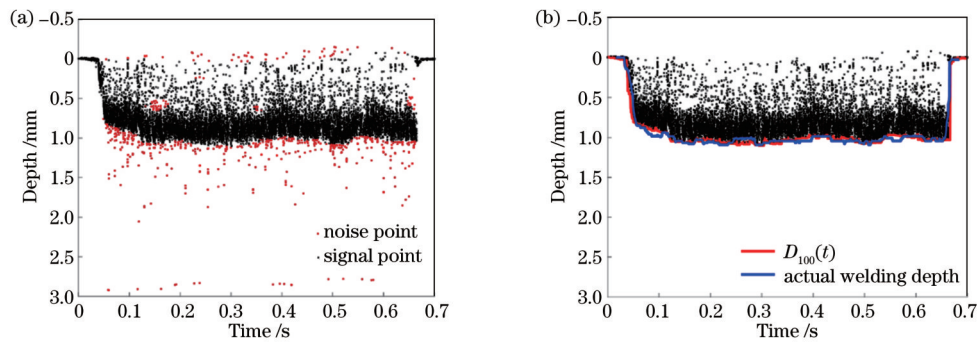 (a)
−0.5
0
0.5
1.0
1.5
2.0
2.5
3.0
Depth /mm
noise point
signal point
0 0.1 0.2 0.3 0.4 0.5 0.6 0.7
Time /s
(b)
−0.5
0
0.5
1.0
1.5
2.0
2.5
3.0
Depth /mm
D100(t)
actual welding depth
0 0.1 0.2 0.3 0.4 0.5 0.6 0.7
Time /s